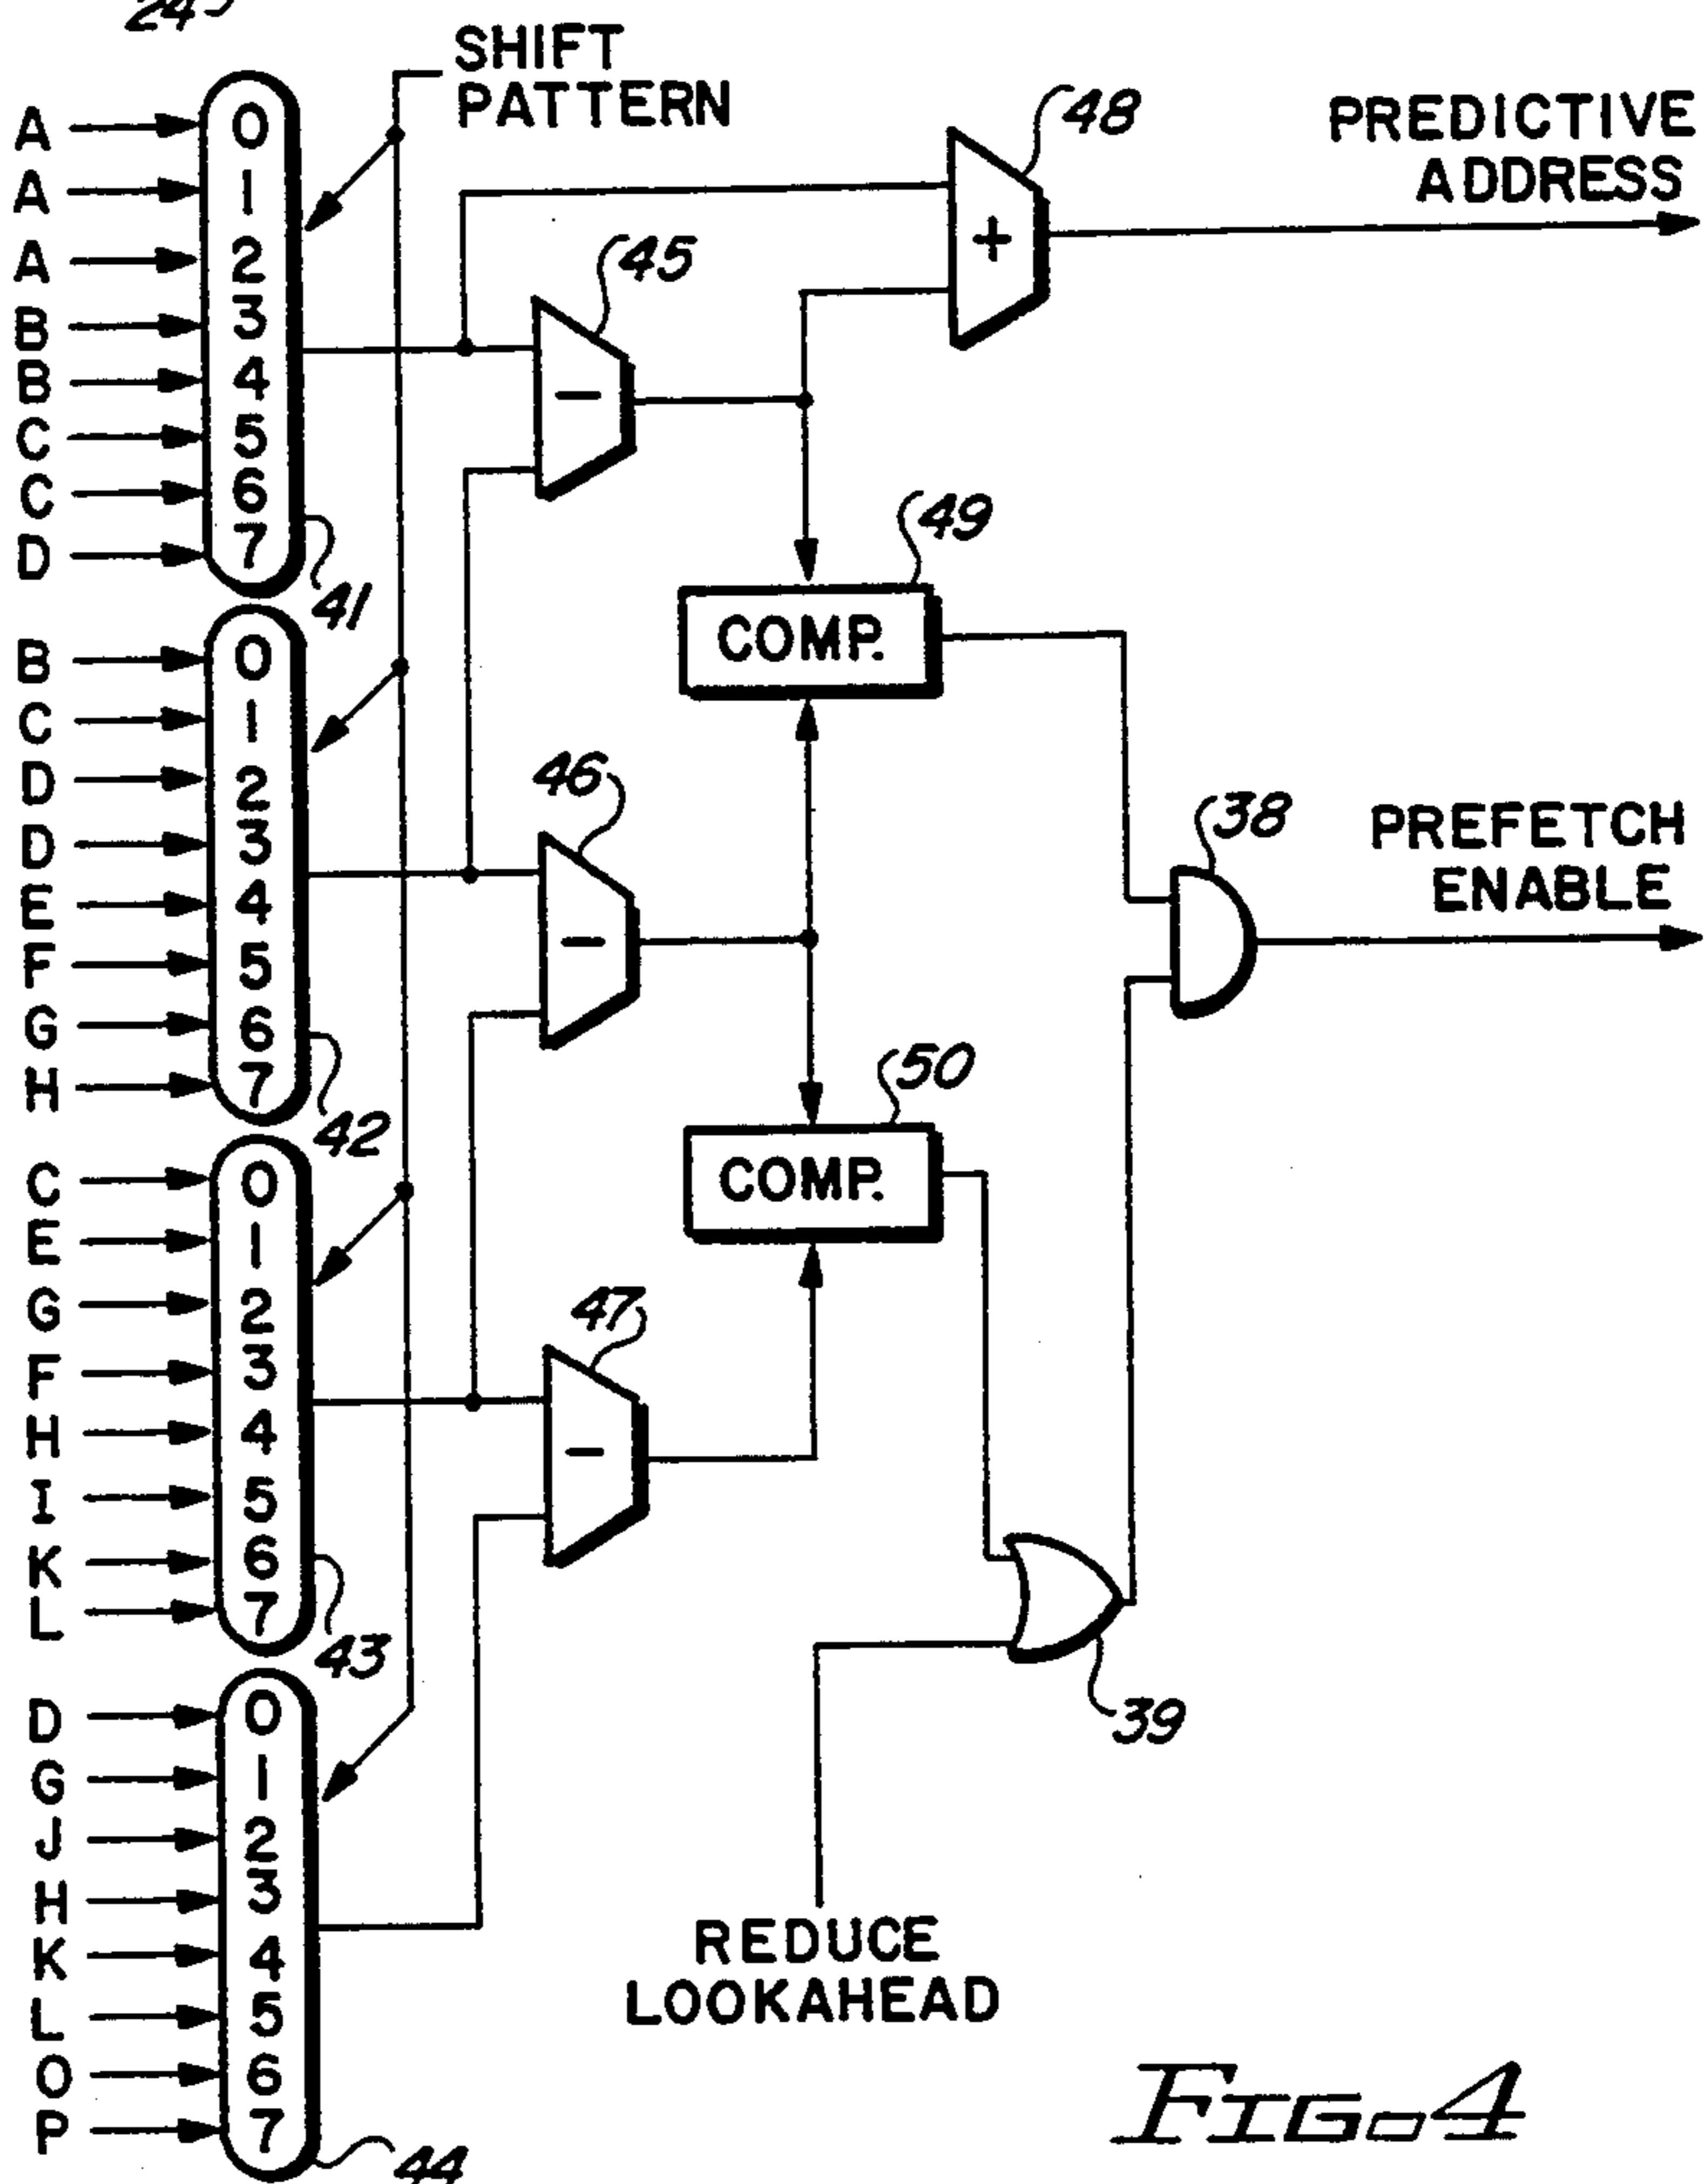 24
SHIFT
PATTERN
A 0
A 1
A 2
B 3
B 4
C 5
C 6
D 7
41
48
PREDICTIVE
ADDRESS
45
+
−
49
COMP.
B 0
C 1
D 2
D 3
E 4
F 5
G 6
H 7
42
46
−
38
PREFETCH
ENABLE
50
COMP.
C 0
E 1
G 2
F 3
H 4
I 5
K 6
L 7
43
47
−
39
D 0
G 1
J 2
H 3
K 4
L 5
O 6
P 7
44
REDUCE
LOOKAHEAD
FIG. 4